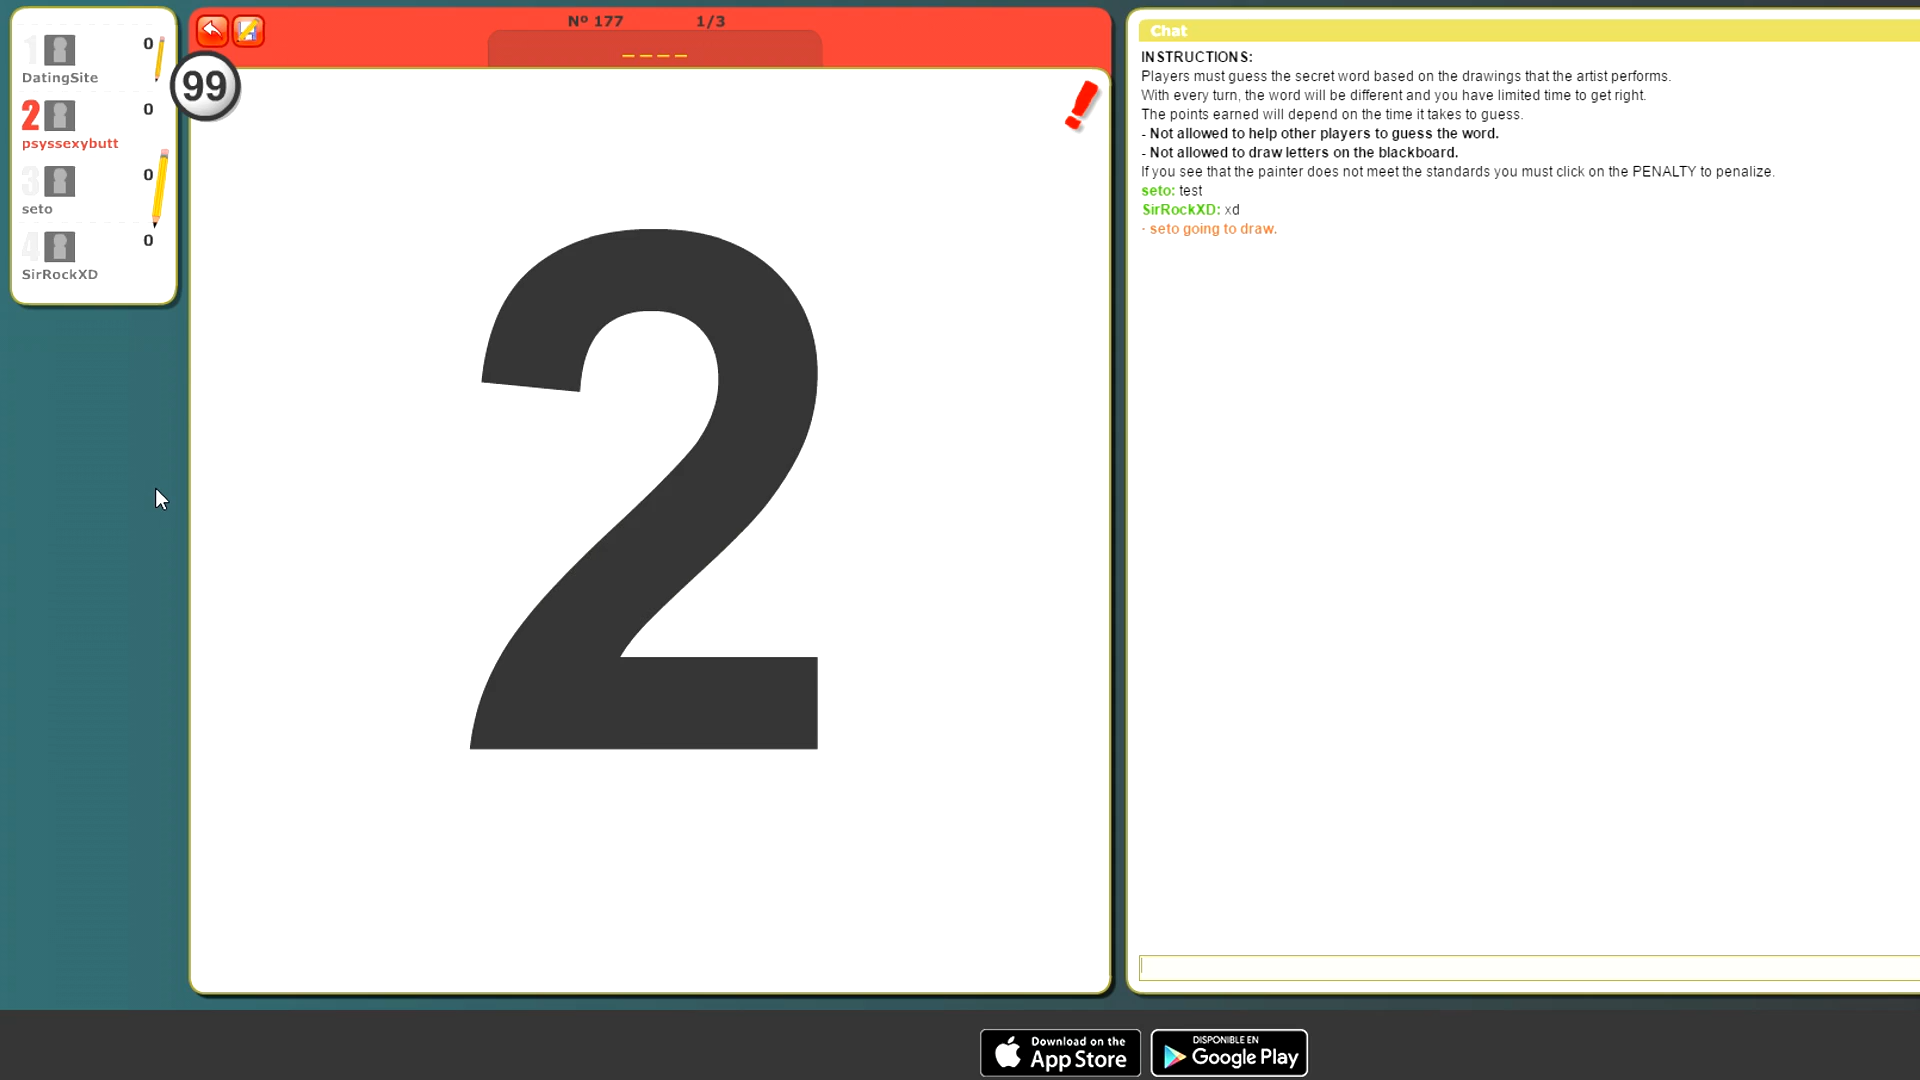 1
0
DatingSite
2
0
psyssexybutt
3
0
seto
4
0
SirRockXD
99
Nº 177 1/3
_ _ _ _
2
Chat
INSTRUCTIONS:
Players must guess the secret word based on the drawings that the artist performs.
With every turn, the word will be different and you have limited time to get right.
The points earned will depend on the time it takes to guess.
- Not allowed to help other players to guess the word.
- Not allowed to draw letters on the blackboard.
If you see that the painter does not meet the standards you must click on the PENALTY to penalize.
seto: test
SirRockXD: xd
· seto going to draw.
Download on the
App Store
DISPONIBLE EN
Google Play